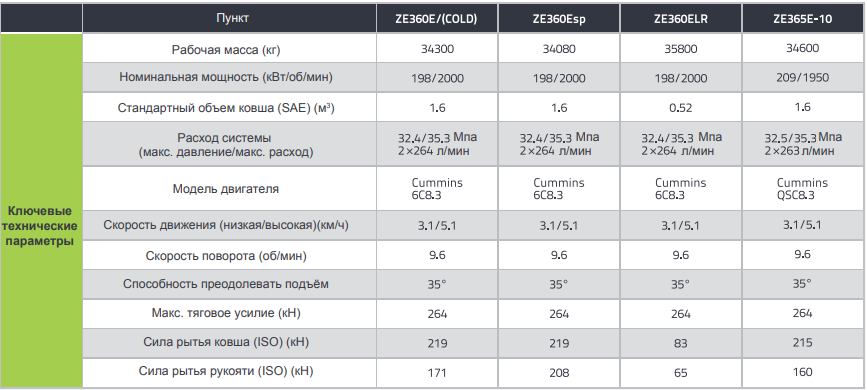 Пункт ZE360E/(COLD) ZE360Esp ZE360ELR ZE365E-10
Ключевые
технические
параметры
Рабочая масса (кг) 34300 34080 35800 34600
Номинальная мощность (кВт/об/мин) 198/2000 198/2000 198/2000 209/1950
Стандартный объем ковша (SAE) (м³) 1.6 1.6 0.52 1.6
Расход системы 32.4/35.3 Мпа 32.4/35.3 Мпа 32.4/35.3 Мпа 32.5/35.3 Мпа
(макс. давление/макс. расход) 2×264 л/мин 2×264 л/мин 2×264 л/мин 2×263 л/мин
Модель двигателя Cummins Cummins Cummins Cummins
6C8.3 6C8.3 6C8.3 QSC8.3
Скорость движения (низкая/высокая)(км/ч) 3.1/5.1 3.1/5.1 3.1/5.1 3.1/5.1
Скорость поворота (об/мин) 9.6 9.6 9.6 9.6
Способность преодолевать подъём 35° 35° 35° 35°
Макс. тяговое усилие (кН) 264 264 264 264
Сила рытья ковша (ISO) (кН) 219 219 83 215
Сила рытья рукояти (ISO) (кН) 171 208 65 160